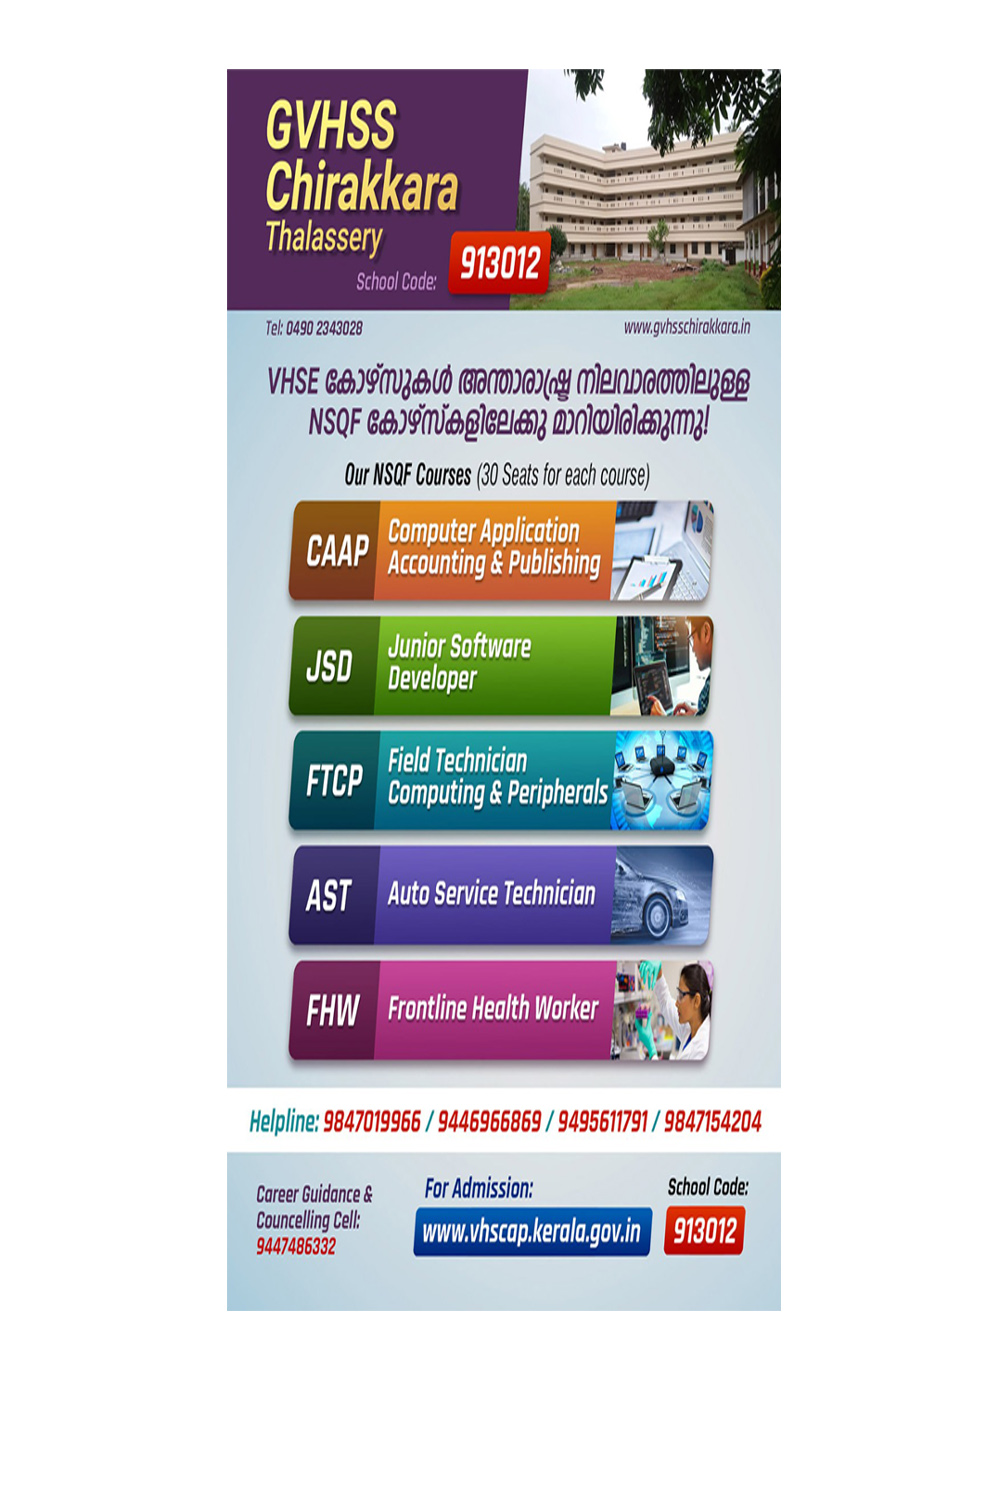 GVHSS
Chirakkara
Thalassery
School Code: 913012
Tel: 0490 2343028
www.gvhsschirakkara.in
VHSE കോഴ്സുകൾ അന്താരാഷ്ട്ര നിലവാരത്തിലുള്ള
NSQF കോഴ്സ്കളിലേക്കു മാറിയിരിക്കുന്നു!
Our NSQF Courses (30 Seats for each course)
CAAP
Computer Application
Accounting & Publishing
JSD
Junior Software
Developer
FTCP
Field Technician
Computing & Peripherals
AST
Auto Service Technician
FHW
Frontline Health Worker
Helpline: 9847019966 / 9446966869 / 9495611791 / 9847154204
Career Guidance &
Councelling Cell:
9447486332
For Admission:
www.vhscap.kerala.gov.in
School Code:
913012